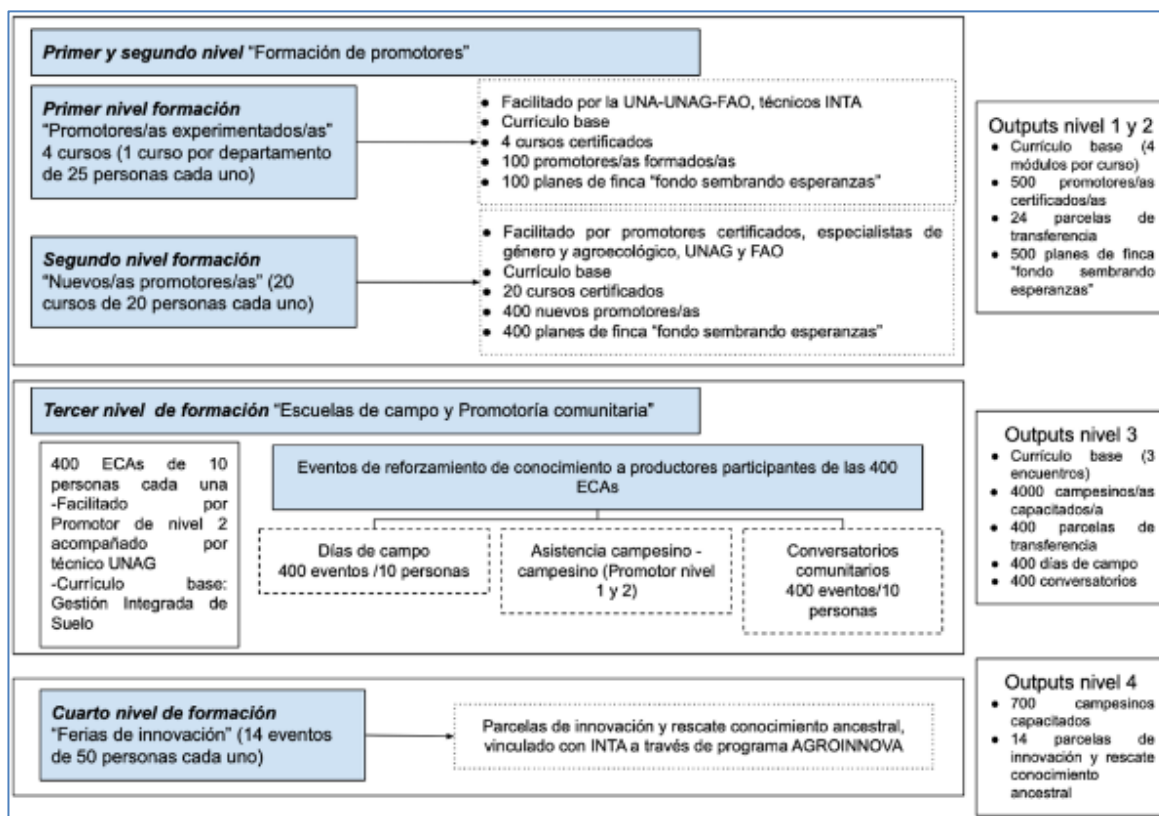 Primer y segundo nivel “Formación de promotores”
Primer nivel formación
“Promotores/as experimentados/as”
4 cursos (1 curso por departamento
de 25 personas cada uno)
● Facilitado por la UNA-UNAG-FAO, técnicos INTA
● Currículo base
● 4 cursos certificados
● 100 promotores/as formados/as
● 100 planes de finca “fondo sembrando esperanzas”
Segundo nivel formación
“Nuevos/as promotores/as” (20
cursos de 20 personas cada uno)
● Facilitado por promotores certificados, especialistas de
género y agroecológico, UNAG y FAO
● Currículo base
● 20 cursos certificados
● 400 nuevos promotores/as
● 400 planes de finca “fondo sembrando esperanzas”
Outputs nivel 1 y 2
● Currículo base (4
módulos por curso)
● 500 promotores/as
certificados/as
● 24 parcelas de
transferencia
● 500 planes de finca
“fondo sembrando
esperanzas”
Tercer nivel de formación “Escuelas de campo y Promotoría comunitaria”
400 ECAs de 10
personas cada una
-Facilitado por
Promotor de nivel 2
acompañado por
técnico UNAG
-Currículo base:
Gestión Integrada de
Suelo
Eventos de reforzamiento de conocimiento a productores participantes de las 400
ECAs
Días de campo
400 eventos /10 personas
Asistencia campesino -
campesino (Promotor nivel
1 y 2)
Conversatorios
comunitarios
400 eventos/10
personas
Outputs nivel 3
● Currículo base (3
encuentros)
● 4000 campesinos/as
capacitados/a
● 400 parcelas de
transferencia
● 400 días de campo
● 400 conversatorios
Cuarto nivel de formación
“Ferias de innovación” (14 eventos
de 50 personas cada uno)
Parcelas de innovación y rescate conocimiento ancestral,
vinculado con INTA a través de programa AGROINNOVA
Outputs nivel 4
● 700 campesinos
capacitados
● 14 parcelas de
innovación y rescate
conocimiento
ancestral